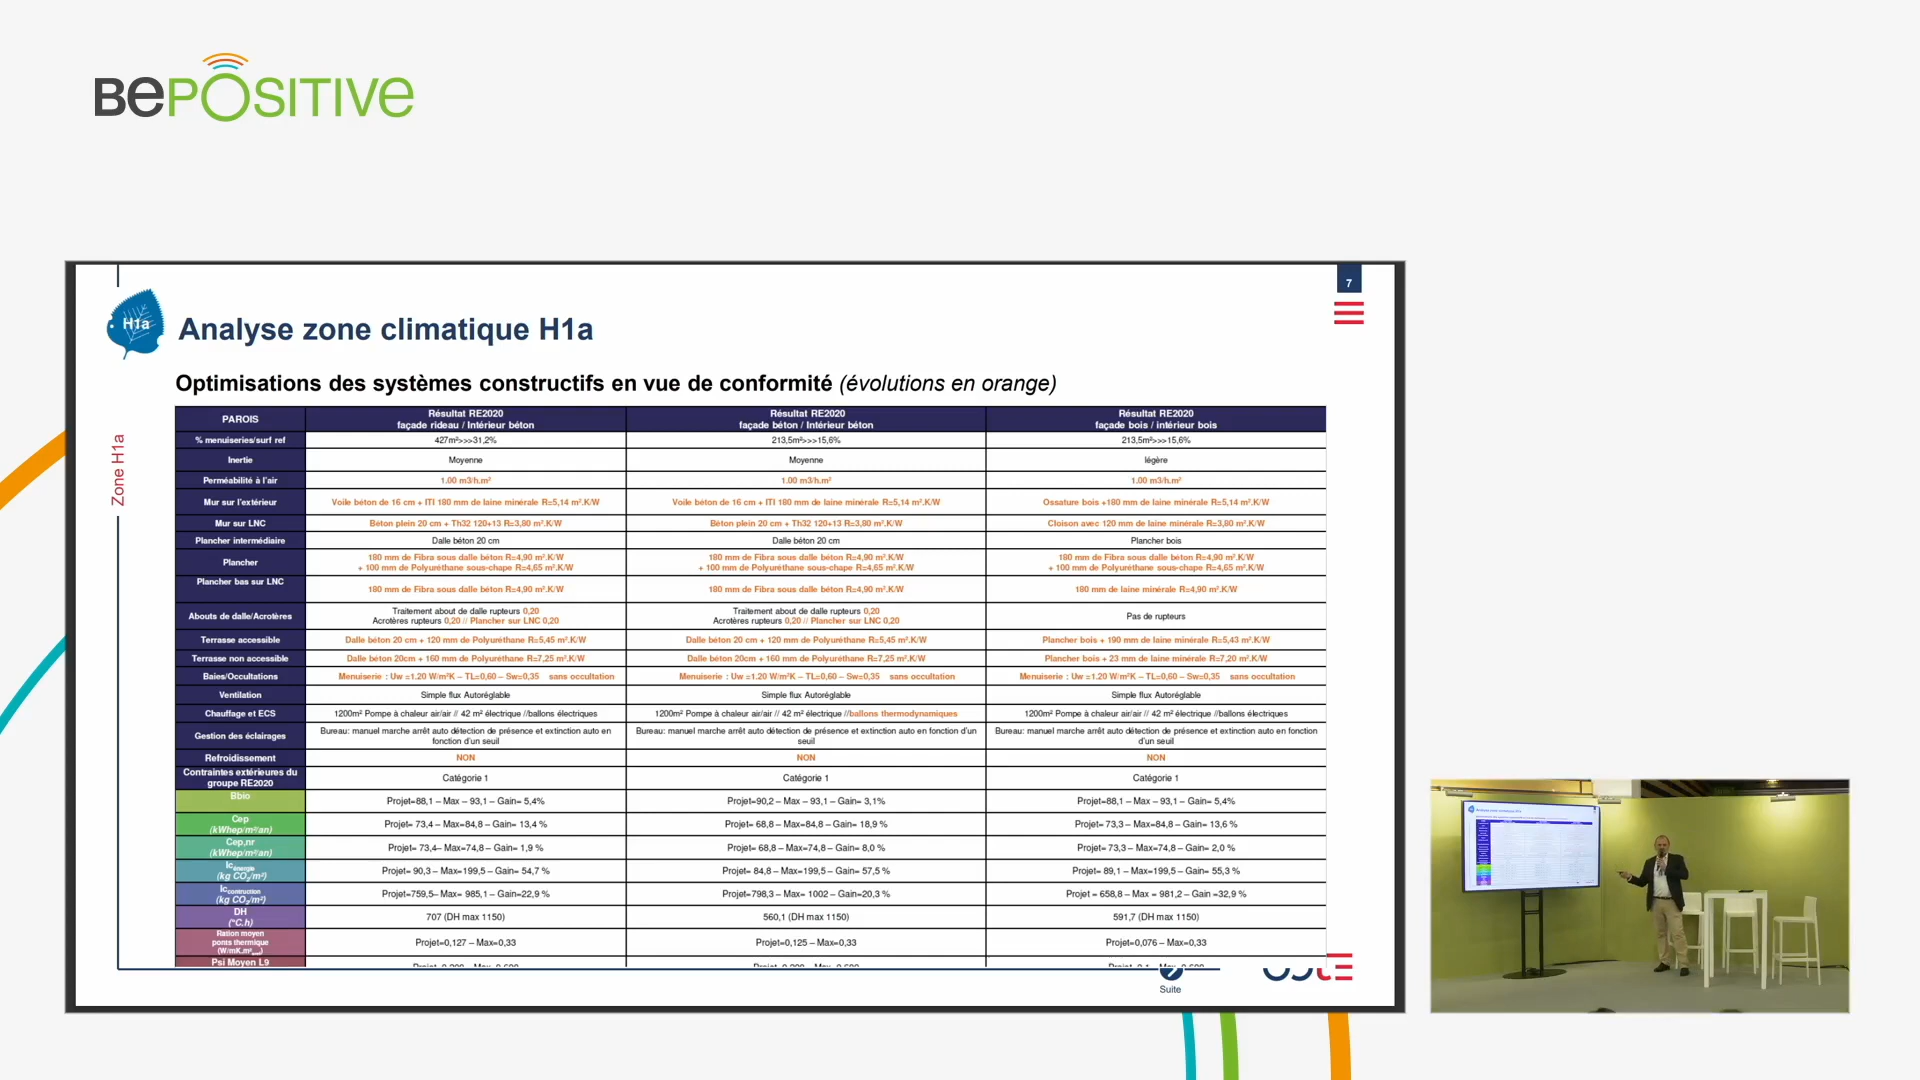 BePOSITIVE
7
H1a
Analyse zone climatique H1a
Optimisations des systèmes constructifs en vue de conformité (évolutions en orange)
Zone H1a
PAROIS
Résultat RE2020
façade rideau / Intérieur béton
Résultat RE2020
façade béton / Intérieur béton
Résultat RE2020
façade bois / intérieur bois
% menuiseries/surf ref
427m²>>>31,2%
213,5m²>>>15,6%
213,5m²>>>15,6%
Inertie
Moyenne
Moyenne
légère
Perméabilité à l'air
1.00 m3/h.m²
1.00 m3/h.m²
1.00 m3/h.m²
Mur sur l'extérieur
Voile béton de 16 cm + ITI 180 mm de laine minérale R=5,14 m².K/W
Voile béton de 16 cm + ITI 180 mm de laine minérale R=5,14 m².K/W
Ossature bois +180 mm de laine minérale R=5,14 m².K/W
Mur sur LNC
Béton plein 20 cm + Th32 120+13 R=3,80 m².K/W
Béton plein 20 cm + Th32 120+13 R=3,80 m².K/W
Cloison avec 120 mm de laine minérale R=3,80 m².K/W
Plancher intermédiaire
Dalle béton 20 cm
Dalle béton 20 cm
Plancher bois
Plancher
180 mm de Fibra sous dalle béton R=4,90 m².K/W
+ 100 mm de Polyuréthane sous-chape R=4,65 m².K/W
180 mm de Fibra sous dalle béton R=4,90 m².K/W
+ 100 mm de Polyuréthane sous-chape R=4,65 m².K/W
180 mm de Fibra sous dalle béton R=4,90 m².K/W
+ 100 mm de Polyuréthane sous-chape R=4,65 m².K/W
Plancher bas sur LNC
180 mm de Fibra sous dalle béton R=4,90 m².K/W
180 mm de Fibra sous dalle béton R=4,90 m².K/W
180 mm de laine minérale R=4,90 m².K/W
Abouts de dalle/Acrotères
Traitement about de dalle rupteurs 0,20
Acrotères rupteurs 0,20 // Plancher sur LNC 0,20
Traitement about de dalle rupteurs 0,20
Acrotères rupteurs 0,20 // Plancher sur LNC 0,20
Pas de rupteurs
Terrasse accessible
Dalle béton 20 cm + 120 mm de Polyuréthane R=5,45 m².K/W
Dalle béton 20 cm + 120 mm de Polyuréthane R=5,45 m².K/W
Plancher bois + 190 mm de laine minérale R=5,43 m².K/W
Terrasse non accessible
Dalle béton 20cm + 160 mm de Polyuréthane R=7,25 m².K/W
Dalle béton 20cm + 160 mm de Polyuréthane R=7,25 m².K/W
Plancher bois + 23 mm de laine minérale R=7,20 m².K/W
Baies/Occultations
Menuiserie : Uw =1.20 W/m²K – TL=0,60 – Sw=0,35 sans occultation
Menuiserie : Uw =1.20 W/m²K – TL=0,60 – Sw=0,35 sans occultation
Menuiserie : Uw =1.20 W/m²K – TL=0,60 – Sw=0,35 sans occultation
Ventilation
Simple flux Autoréglable
Simple flux Autoréglable
Simple flux Autoréglable
Chauffage et ECS
1200m² Pompe à chaleur air/air // 42 m² électrique //ballons électriques
1200m² Pompe à chaleur air/air // 42 m² électrique //ballons thermodynamiques
1200m² Pompe à chaleur air/air // 42 m² électrique //ballons électriques
Gestion des éclairages
Bureau: manuel marche arrêt auto détection de présence et extinction auto en
fonction d'un seuil
Bureau: manuel marche arrêt auto détection de présence et extinction auto en fonction d'un
seuil
Bureau: manuel marche arrêt auto détection de présence et extinction auto en fonction
d'un seuil
Refroidissement
NON
NON
NON
Contraintes extérieures du
groupe RE2020
Catégorie 1
Catégorie 1
Catégorie 1
Bbio
Projet=88,1 – Max – 93,1 – Gain= 5,4%
Projet=90,2 – Max – 93,1 – Gain= 3,1%
Projet=88,1 – Max – 93,1 – Gain= 5,4%
Cep
(kWhep/m²/an)
Projet= 73,4 – Max=84,8 – Gain= 13,4 %
Projet= 68,8 – Max=84,8 – Gain= 18,9 %
Projet= 73,3 – Max=84,8 – Gain= 13,6 %
Cep,nr
(kWhep/m²/an)
Projet= 73,4– Max=74,8 – Gain= 1,9 %
Projet= 68,8 – Max=74,8 – Gain= 8,0 %
Projet= 73,3 – Max=74,8 – Gain= 2,0 %
Ic énergie
(kg CO2/m²)
Projet= 90,3 – Max=199,5 – Gain= 54,7 %
Projet= 84,8 – Max=199,5 – Gain= 57,5 %
Projet= 89,1 – Max=199,5 – Gain= 55,3 %
Ic contruction
(kg CO2/m²)
Projet=759,5– Max= 985,1 – Gain=22,9 %
Projet=798,3 – Max= 1002 – Gain=20,3 %
Projet = 658,8 – Max = 981,2 – Gain =32,9 %
DH
(°C.h)
707 (DH max 1150)
560,1 (DH max 1150)
591,7 (DH max 1150)
Ration moyen
ponts thermique
Projet=0,127 – Max=0,33
Projet=0,125 – Max=0,33
Projet=0,076 – Max=0,33
Psi Moyen L9
Suite